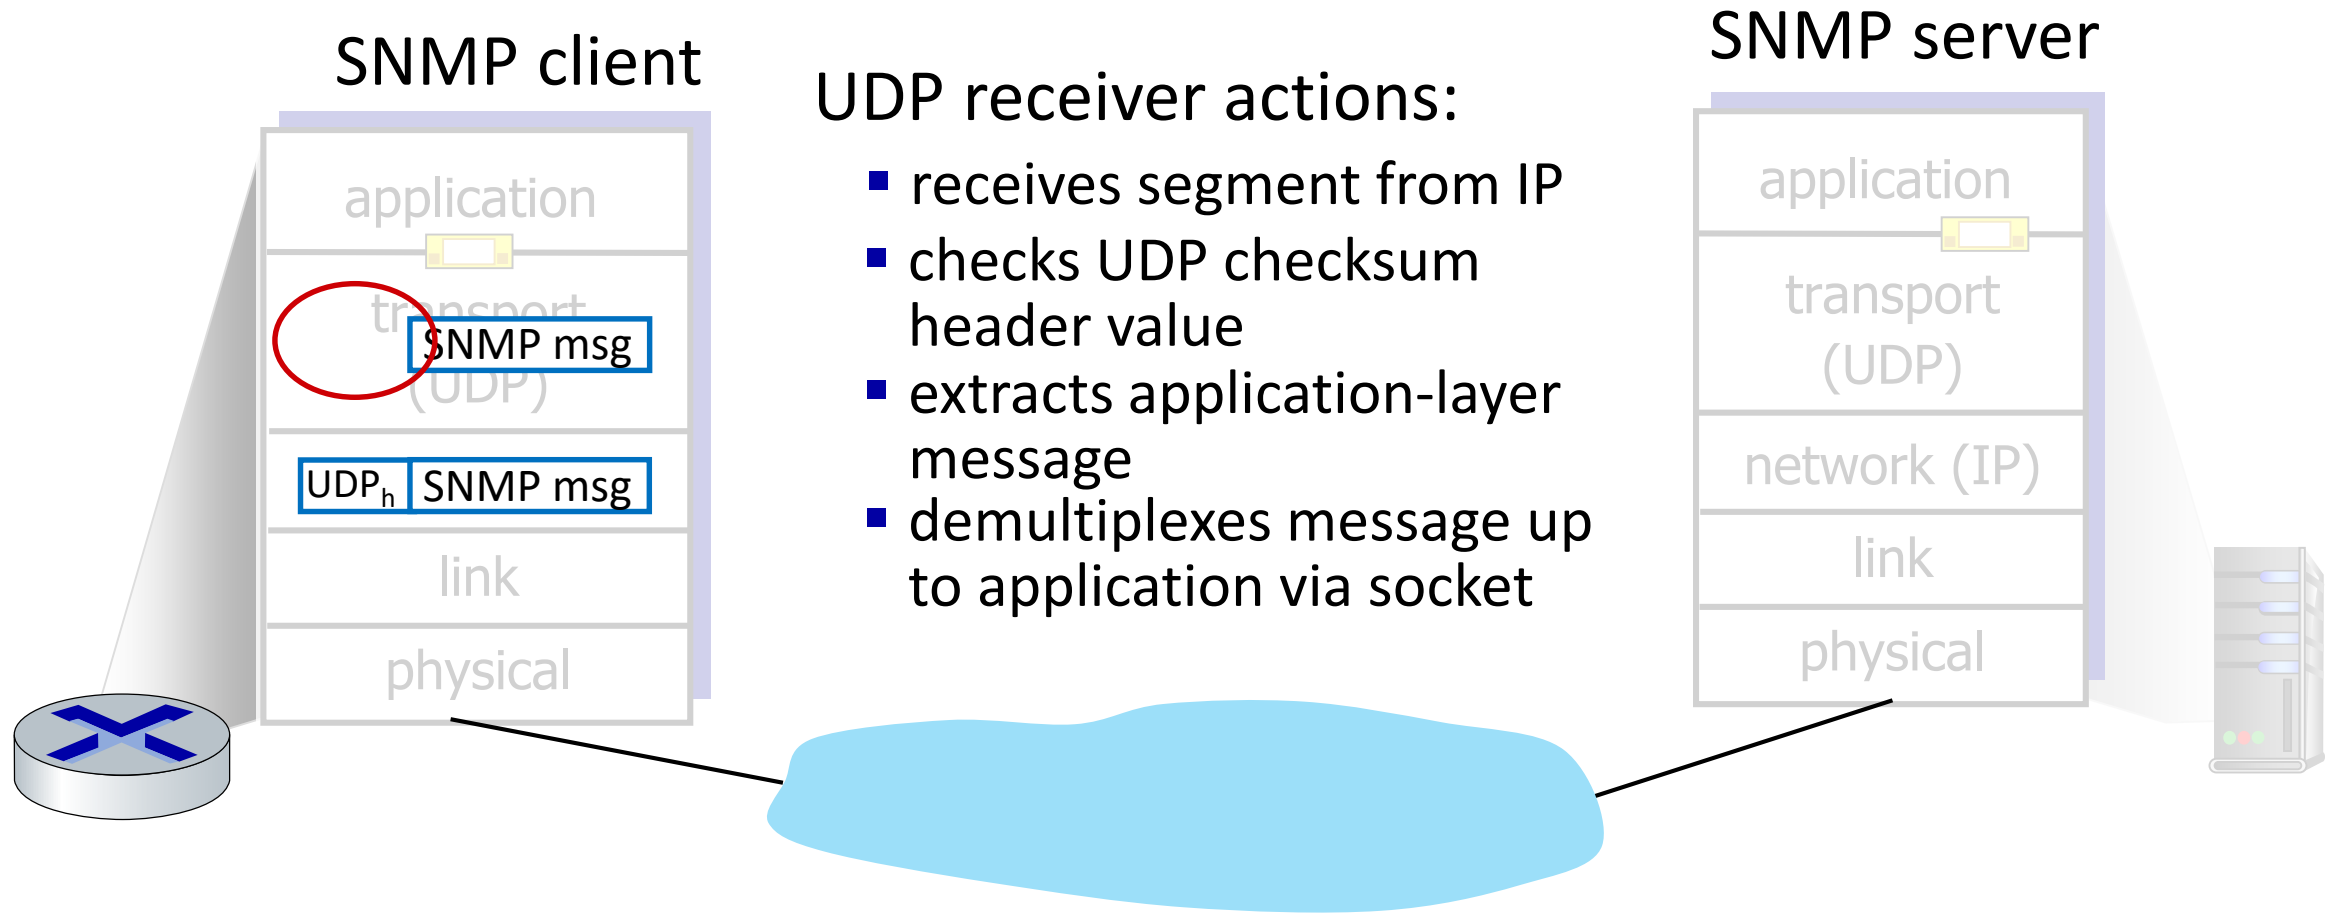 SNMP client
application
transport
SNMP msg
(UDP)
UDPh SNMP msg
link
physical
UDP receiver actions:
receives segment from IP
checks UDP checksum
header value
extracts application-layer
message
demultiplexes message up
to application via socket
SNMP server
application
transport
(UDP)
network (IP)
link
physical